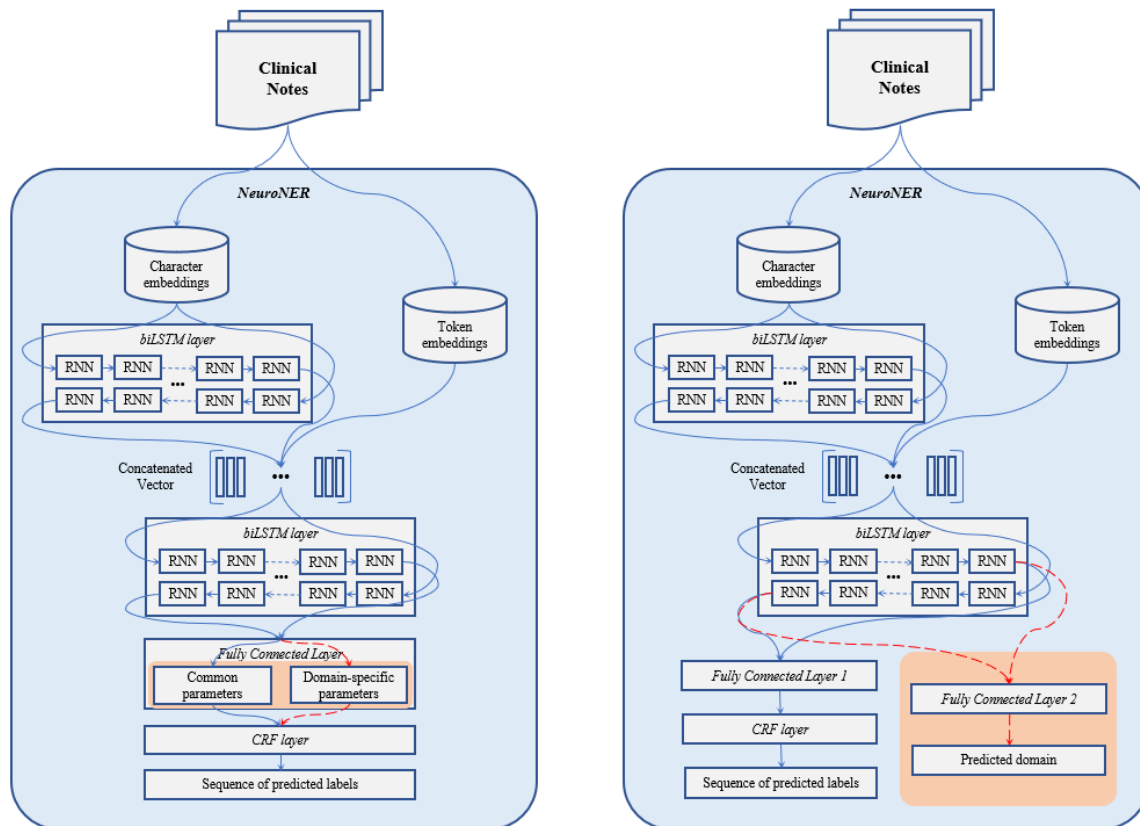 Clinical
Notes
NeuroNER
Character
embeddings
Token
embeddings
biLSTM layer
RNN RNN RNN RNN
...
RNN RNN RNN RNN
Concatenated
Vector
...
biLSTM layer
RNN RNN RNN RNN
...
RNN RNN RNN RNN
Fully Connected Layer
Common
parameters
Domain-specific
parameters
CRF layer
Sequence of predicted labels
Clinical
Notes
NeuroNER
Character
embeddings
Token
embeddings
biLSTM layer
RNN RNN RNN RNN
...
RNN RNN RNN RNN
Concatenated
Vector
...
biLSTM layer
RNN RNN RNN RNN
...
RNN RNN RNN RNN
Fully Connected Layer 1
CRF layer
Sequence of predicted labels
Fully Connected Layer 2
Predicted domain